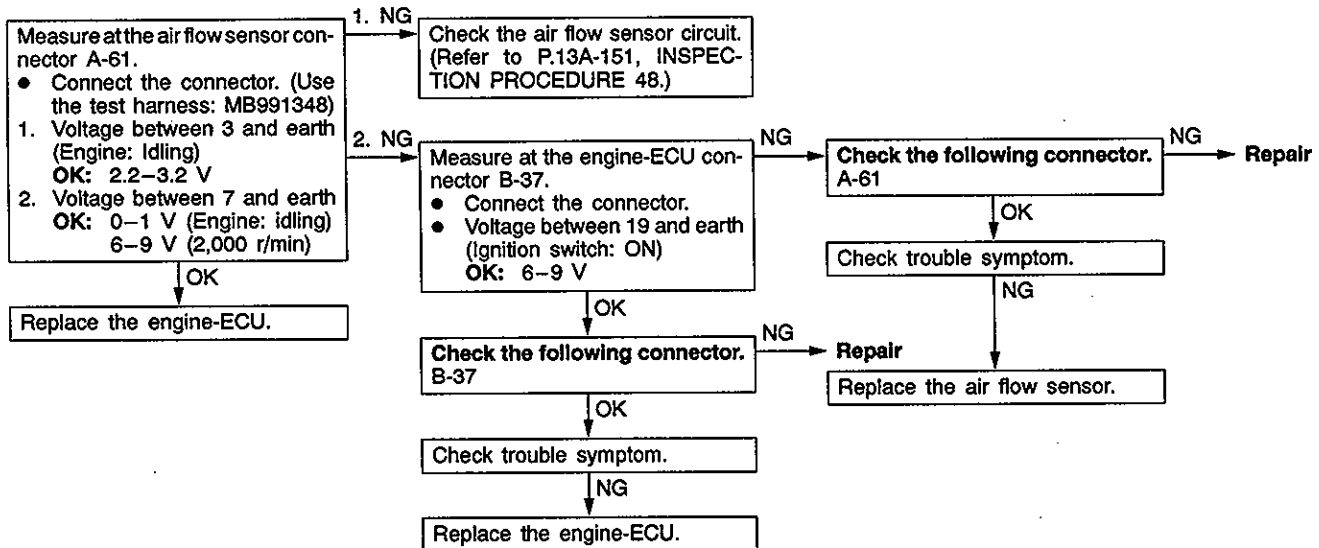 Measure at the air flow sensor con-
nector A-61.
● Connect the connector. (Use
the test harness: MB991348)
1. Voltage between 3 and earth
(Engine: Idling)
OK: 2.2–3.2 V
2. Voltage between 7 and earth
OK: 0–1 V (Engine: idling)
6–9 V (2,000 r/min)
OK
Replace the engine-ECU.
1. NG
Check the air flow sensor circuit.
(Refer to P.13A-151, INSPEC-
TION PROCEDURE 48.)
2. NG
Measure at the engine-ECU con-
nector B-37.
● Connect the connector.
● Voltage between 19 and earth
(Ignition switch: ON)
OK: 6–9 V
OK
Check the following connector.
B-37
OK
Check trouble symptom.
NG
Replace the engine-ECU.
NG
Repair
NG
Check the following connector.
A-61
NG
Repair
OK
Check trouble symptom.
NG
Replace the air flow sensor.